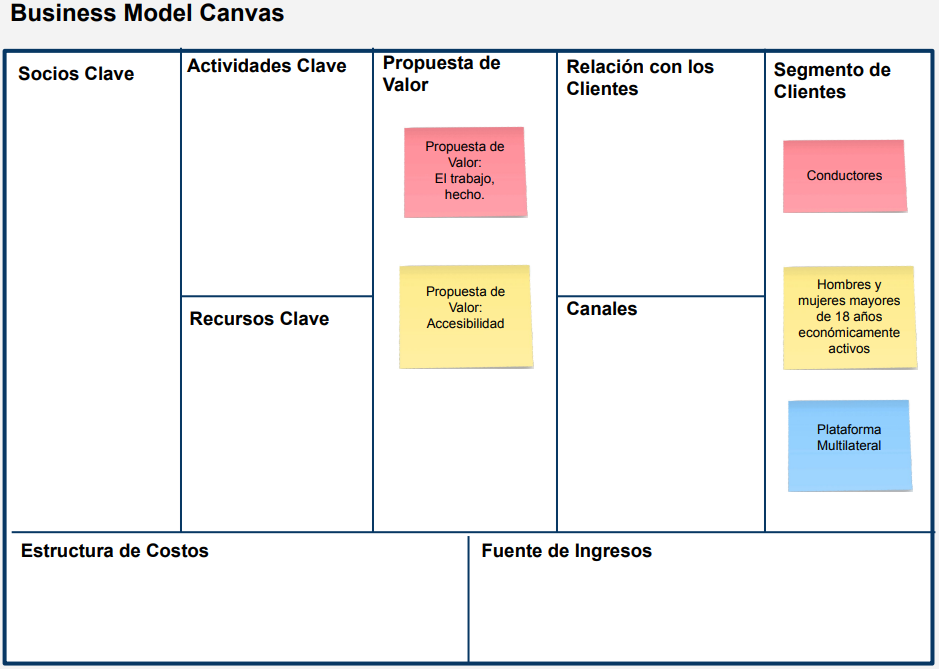 Business Model Canvas
Socios Clave
Actividades Clave
Recursos Clave
Propuesta de
Valor
Propuesta de
Valor:
El trabajo,
hecho.
Propuesta de
Valor:
Accesibilidad
Relación con los
Clientes
Canales
Segmento de
Clientes
Conductores
Hombres y
mujeres mayores
de 18 años
económicamente
activos
Plataforma
Multilateral
Estructura de Costos
Fuente de Ingresos